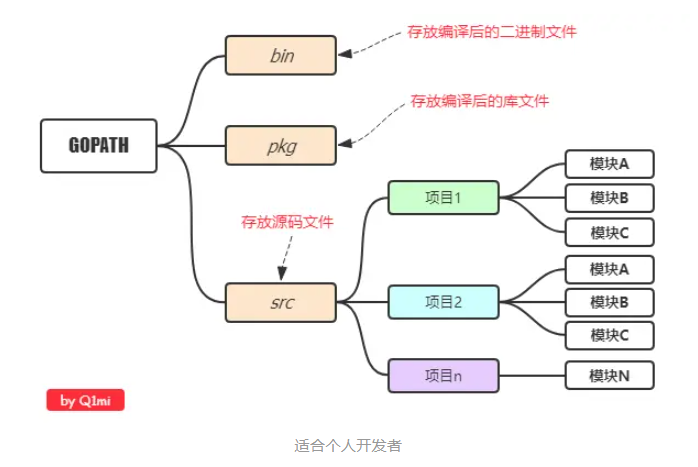 存放编译后的二进制文件
bin
存放编译后的库文件
GOPATH
pkg
模块A
项目1
模块B
存放源码文件
模块C
模块A
src
项目2
模块B
模块C
项目n
模块N
by Q1mi
适合个人开发者